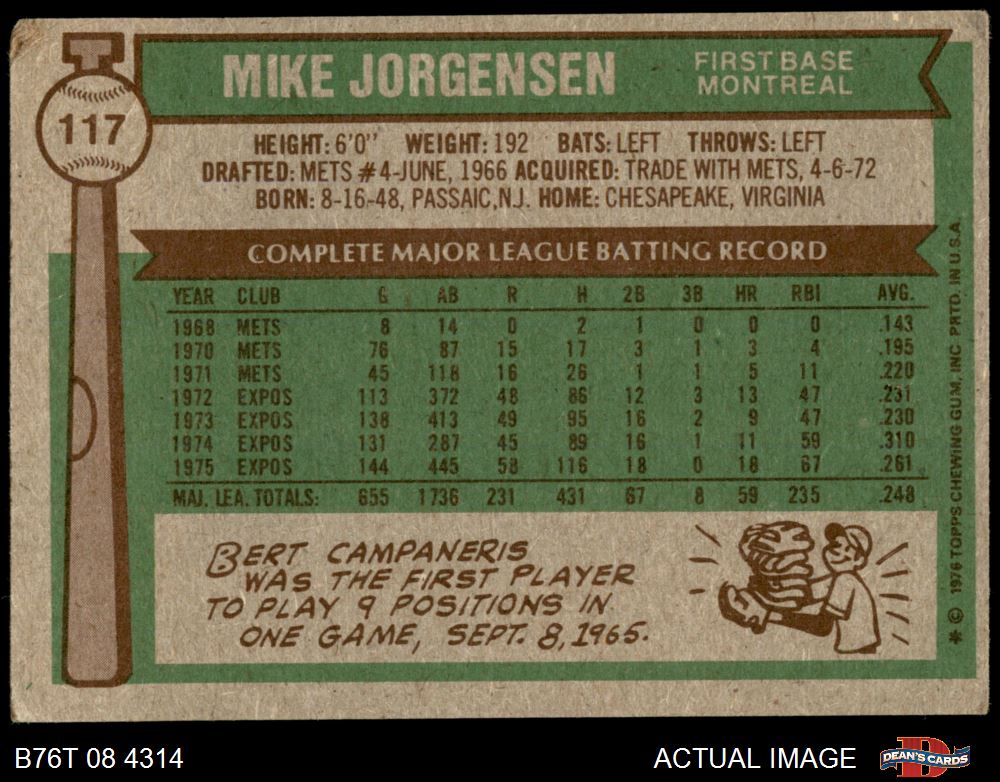 117
MIKE JORGENSEN
FIRST BASE
MONTREAL
HEIGHT: 6'0" WEIGHT: 192 BATS: LEFT THROWS: LEFT
DRAFTED: METS #4-JUNE, 1966 ACQUIRED: TRADE WITH METS, 4-6-72
BORN: 8-16-48, PASSAIC, N.J. HOME: CHESAPEAKE, VIRGINIA
COMPLETE MAJOR LEAGUE BATTING RECORD
YEAR CLUB G AB R H 2B 3B HR RBI AVG.
1968 METS 8 14 0 2 1 0 0 0 .143
1970 METS 76 87 15 17 3 1 3 4 .195
1971 METS 45 118 16 26 1 1 5 11 .220
1972 EXPOS 113 372 48 86 12 3 13 47 .231
1973 EXPOS 138 413 49 95 16 2 9 47 .230
1974 EXPOS 131 287 45 89 16 1 11 59 .310
1975 EXPOS 144 445 58 116 18 0 18 67 .261
MAJ. LEA. TOTALS: 655 1736 231 431 67 8 59 235 .248
BERT CAMPANERIS
WAS THE FIRST PLAYER
TO PLAY 9 POSITIONS IN
ONE GAME, SEPT. 8, 1965.
* © 1976 TOPPS CHEWING GUM, INC PRTD. IN U.S.A.
B76T 08 4314
ACTUAL IMAGE
DEAN'S CARDS